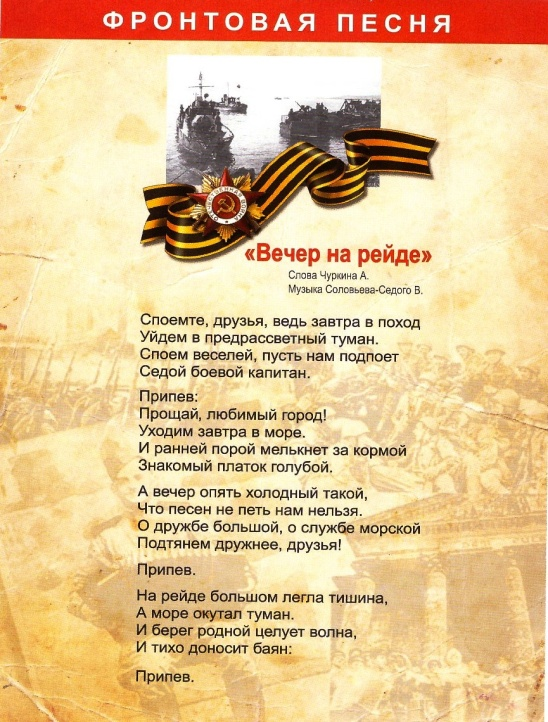 ФРОНТОВАЯ ПЕСНЯ
ОТЕЧЕСТВЕННАЯ ВОЙНА
«Вечер на рейде»
Слова Чуркина А.
Музыка Соловьева-Седого В.
Споемте, друзья, ведь завтра в поход
Уйдем в предрассветный туман.
Споем веселей, пусть нам подпоет
Седой боевой капитан.
Припев:
Прощай, любимый город!
Уходим завтра в море.
И ранней порой мелькнет за кормой
Знакомый платок голубой.
А вечер опять холодный такой,
Что песен не петь нам нельзя.
О дружбе большой, о службе морской
Подтянем дружнее, друзья!
Припев.
На рейде большом легла тишина,
А море окутал туман.
И берег родной целует волна,
И тихо доносит баян:
Припев.